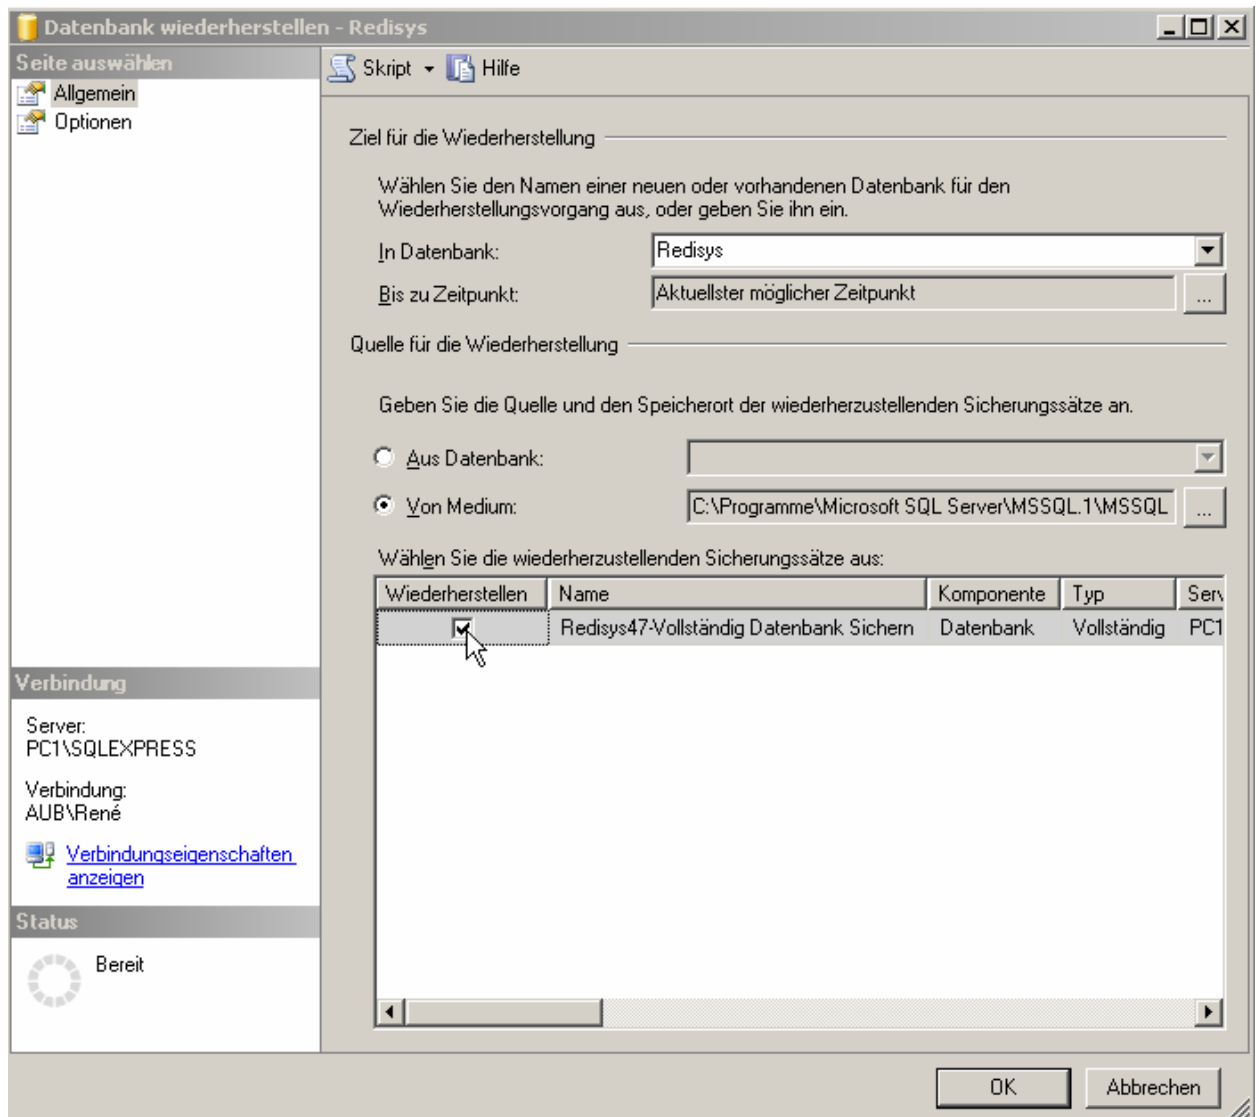 Datenbank wiederherstellen - Redisys
Seite auswählen
Allgemein
Optionen
Skript
Hilfe
Ziel für die Wiederherstellung
Wählen Sie den Namen einer neuen oder vorhandenen Datenbank für den
Wiederherstellungsvorgang aus, oder geben Sie ihn ein.
In Datenbank:
Redisys
Bis zu Zeitpunkt:
Aktuellster möglicher Zeitpunkt
...
Quelle für die Wiederherstellung
Geben Sie die Quelle und den Speicherort der wiederherzustellenden Sicherungssätze an.
Aus Datenbank:
Von Medium:
C:\Programme\Microsoft SQL Server\MSSQL.1\MSSQL
...
Wählen Sie die wiederherzustellenden Sicherungssätze aus:
Wiederherstellen Name Komponente Typ Serv
Redisys47-Vollständig Datenbank Sichern Datenbank Vollständig PC1
Verbindung
Server:
PC1\SQLEXPRESS
Verbindung:
AUB\René
Verbindungseigenschaften
anzeigen
Status
Bereit
OK
Abbrechen